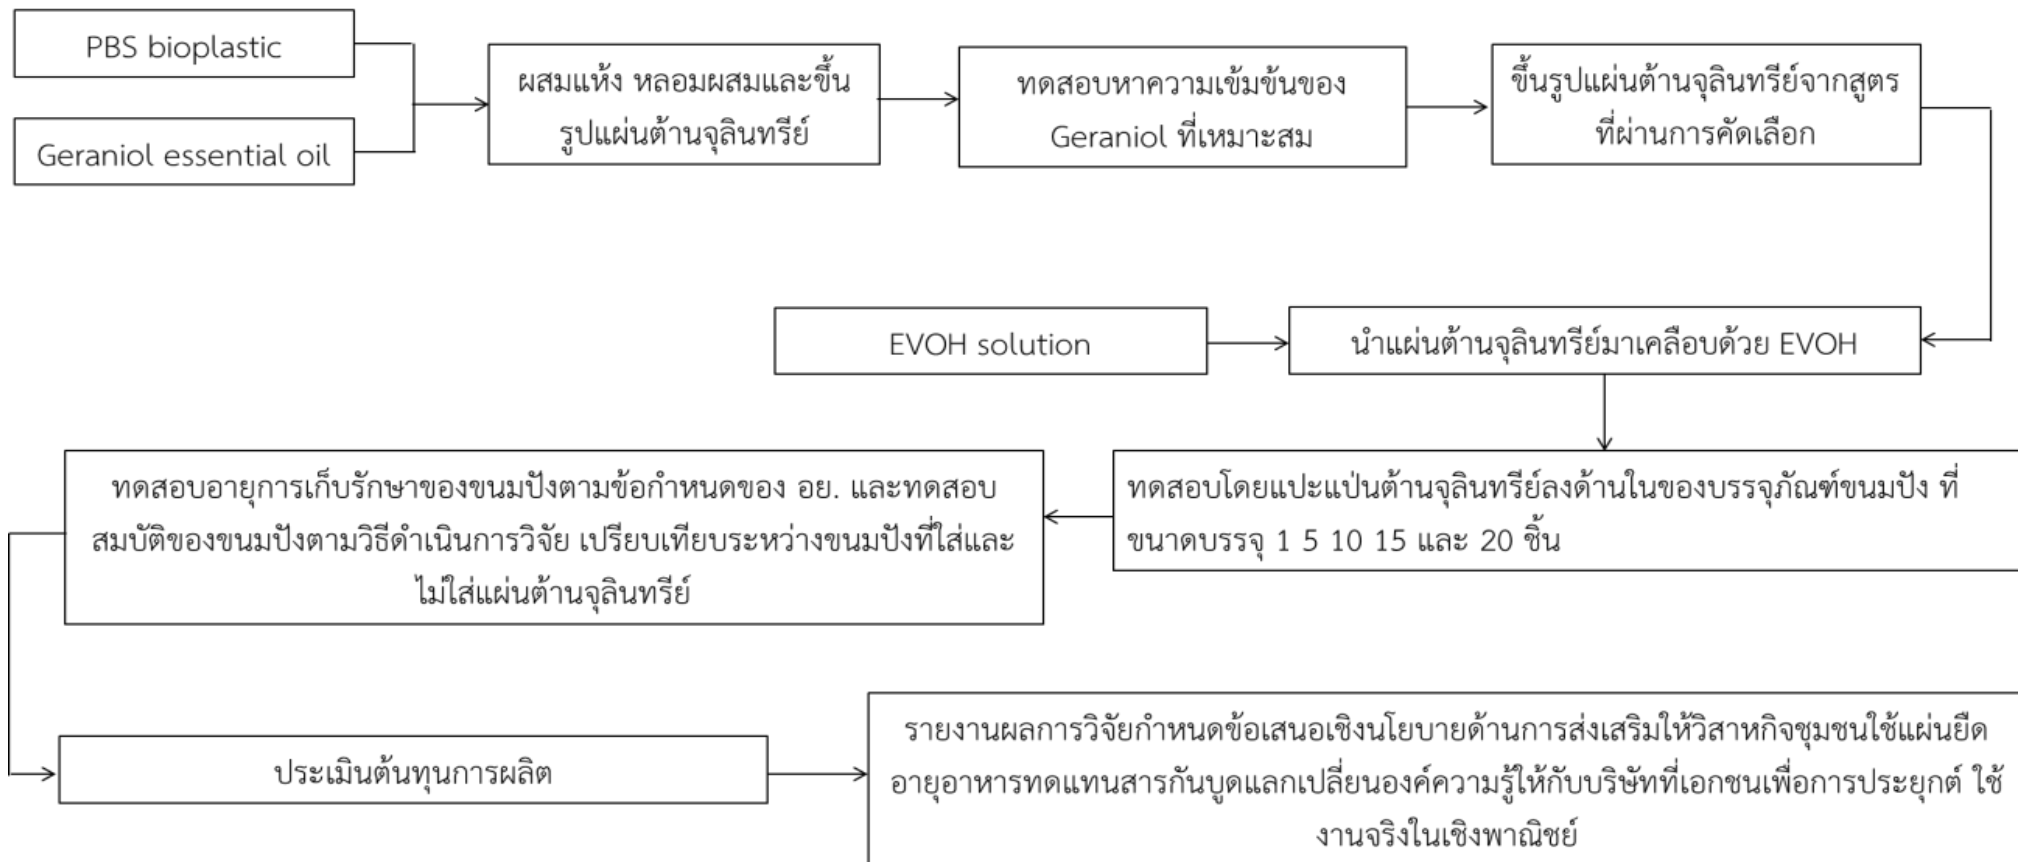 PBS bioplastic
Geraniol essential oil
ผสมแห้ง หลอมผสมและขึ้น
รูปแผ่นต้านจุลินทรีย์
ทดสอบหาความเข้มข้นของ
Geraniol ที่เหมาะสม
ขึ้นรูปแผ่นต้านจุลินทรีย์จากสูตร
ที่ผ่านการคัดเลือก
EVOH solution
นำแผ่นต้านจุลินทรีย์มาเคลือบด้วย EVOH
ทดสอบโดยแปะแป่นต้านจุลินทรีย์ลงด้านในของบรรจุภัณฑ์ขนมปัง ที่
ขนาดบรรจุ 1 5 10 15 และ 20 ชิ้น
ทดสอบอายุการเก็บรักษาของขนมปังตามข้อกำหนดของ อย. และทดสอบ
สมบัติของขนมปังตามวิธีดำเนินการวิจัย เปรียบเทียบระหว่างขนมปังที่ใส่และ
ไม่ใส่แผ่นต้านจุลินทรีย์
ประเมินต้นทุนการผลิต
รายงานผลการวิจัยกำหนดข้อเสนอเชิงนโยบายด้านการส่งเสริมให้วิสาหกิจชุมชนใช้แผ่นยืด
อายุอาหารทดแทนสารกันบูดแลกเปลี่ยนองค์ความรู้ให้กับบริษัทที่เอกชนเพื่อการประยุกต์ ใช้
งานจริงในเชิงพาณิชย์